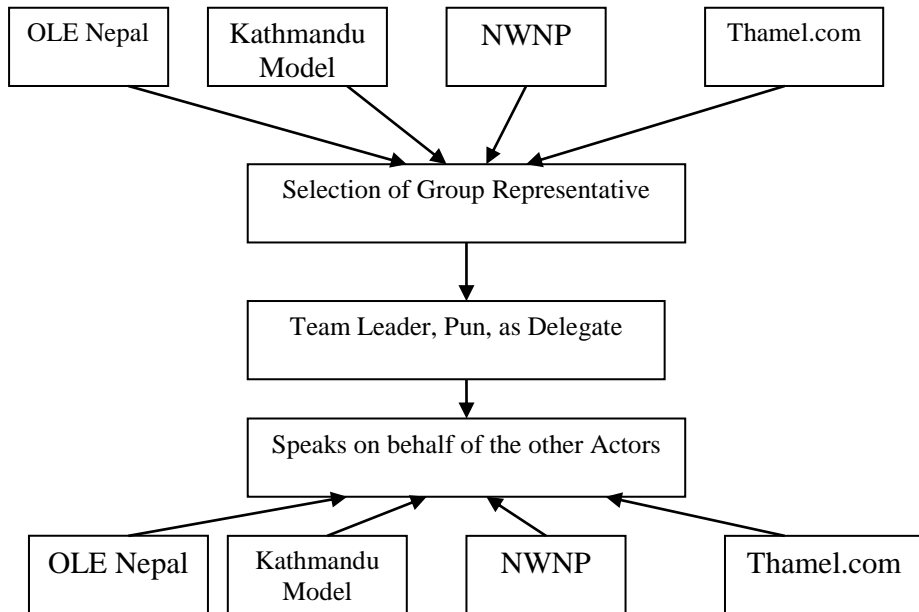 OLE Nepal
Kathmandu
Model
NWNP
Thamel.com
Selection of Group Representative
Team Leader, Pun, as Delegate
Speaks on behalf of the other Actors
OLE Nepal
Kathmandu
Model
NWNP
Thamel.com